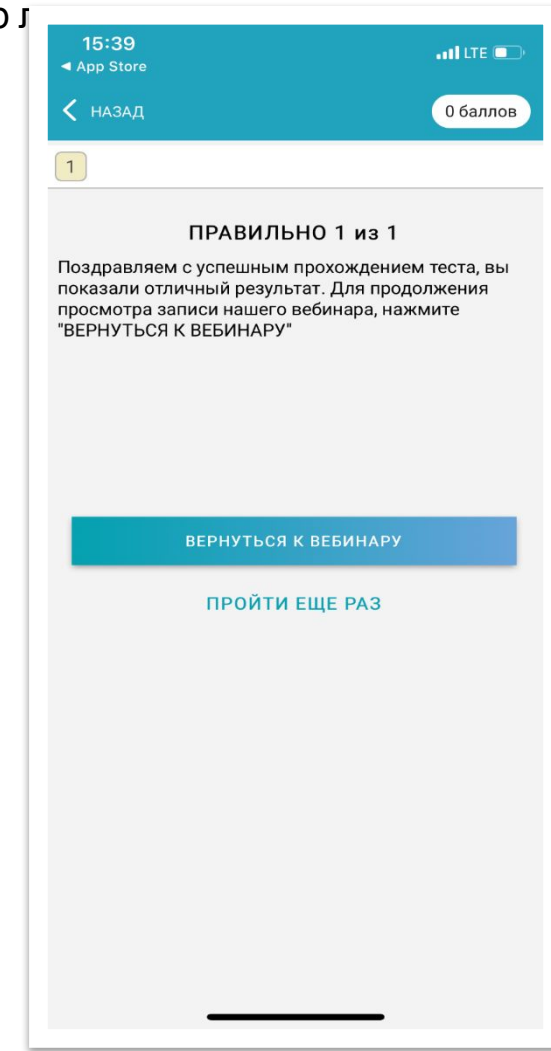 15:39
LTE
◄ App Store
НАЗАД
0 баллов
1
ПРАВИЛЬНО 1 из 1
Поздравляем с успешным прохождением теста, вы
показали отличный результат. Для продолжения
просмотра записи нашего вебинара, нажмите
"ВЕРНУТЬСЯ К ВЕБИНАРУ"
ВЕРНУТЬСЯ К ВЕБИНАРУ
ПРОЙТИ ЕЩЕ РАЗ